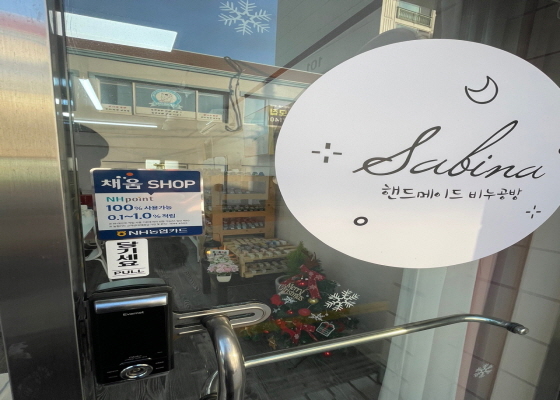 Sabina
핸드메이드 비누공방
채움 SHOP
NHpoint
100% 사용가능
0.1~1.0% 적립
NH농협카드
당기세요
PULL
101